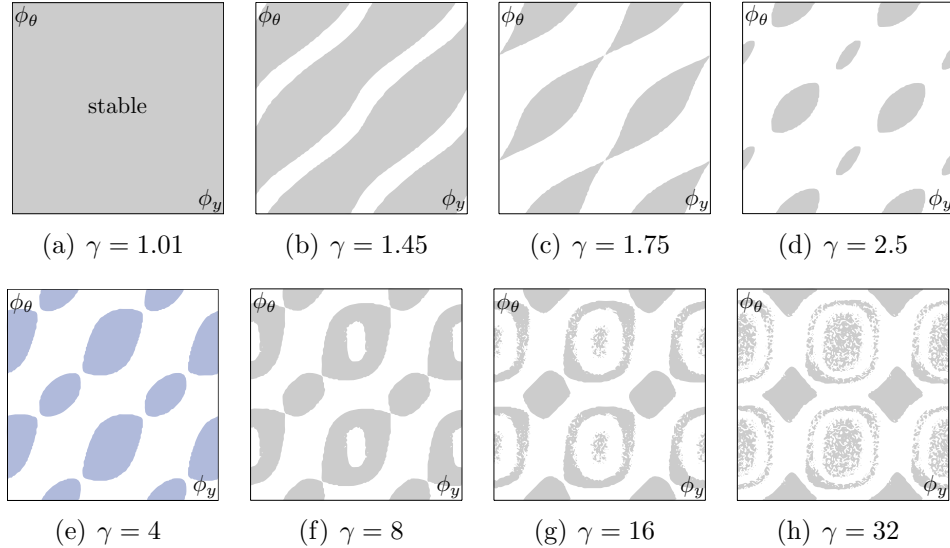 ϕ_θ ϕ_θ ϕ_θ ϕ_θ
stable
ϕ_y ϕ_y ϕ_y ϕ_y
(a) γ = 1.01 (b) γ = 1.45 (c) γ = 1.75 (d) γ = 2.5
ϕ_θ ϕ_θ ϕ_θ ϕ_θ
ϕ_y ϕ_y ϕ_y ϕ_y
(e) γ = 4 (f) γ = 8 (g) γ = 16 (h) γ = 32